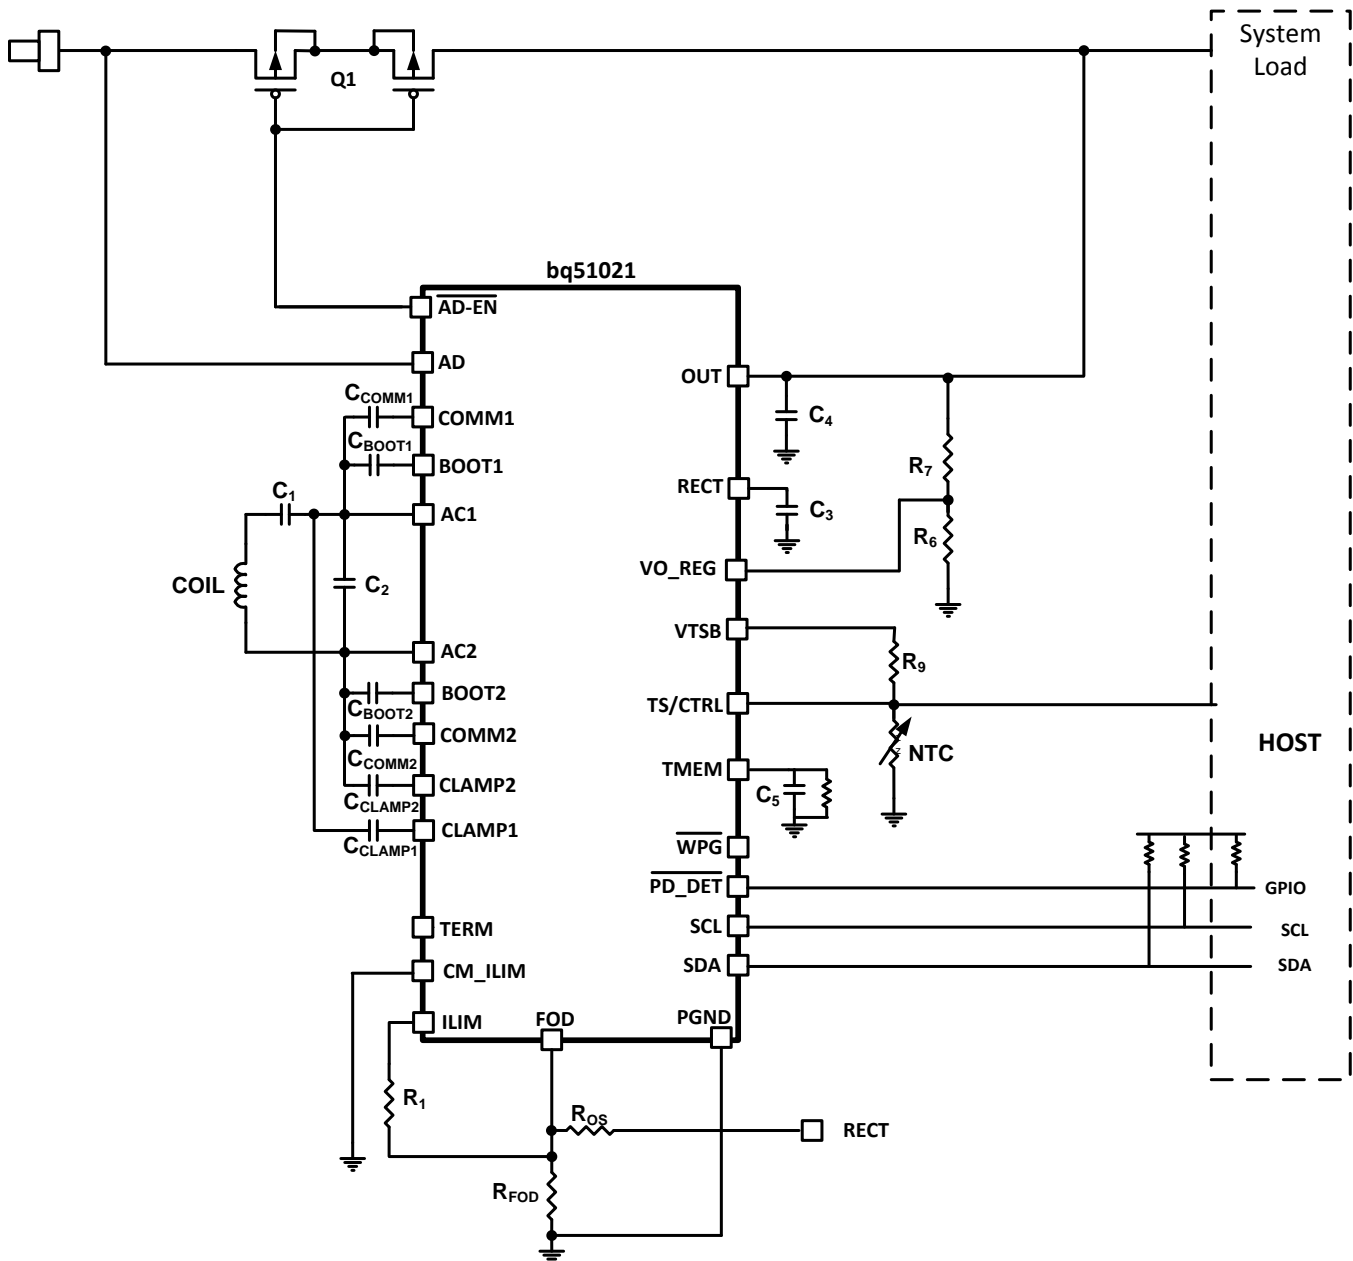 System
Load
Q1
bq51021
AD-EN
AD
OUT
CCOMM1
COMM1
C4
CBOOT1
BOOT1
R7
RECT
C1
AC1
C3
R6
VO_REG
COIL
C2
VTSB
AC2
R9
BOOT2
TS/CTRL
CBOOT2
COMM2
HOST
NTC
CCOMM2
TMEM
CLAMP2
C5
CCLAMP2
CLAMP1
CCLAMP1
WPG
PD_DET
GPIO
TERM
SCL
SCL
CM_ILIM
SDA
SDA
ILIM
FOD
PGND
R1
ROS
RECT
RFOD